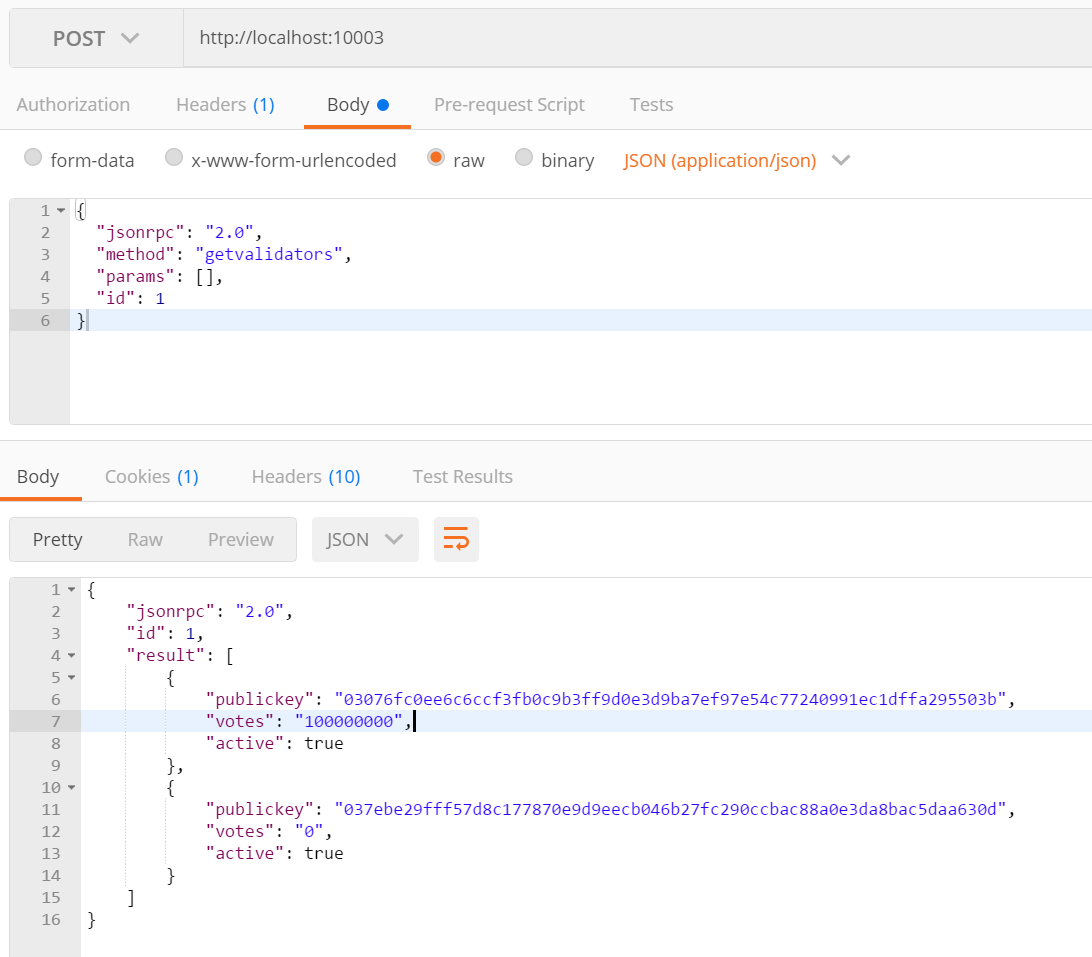 POST http://localhost:10003
Authorization Headers (1) Body Pre-request Script Tests
form-data x-www-form-urlencoded raw binary JSON (application/json)
1 {
2 "jsonrpc": "2.0",
3 "method": "getvalidators",
4 "params": [],
5 "id": 1
6 }
Body Cookies (1) Headers (10) Test Results
Pretty Raw Preview JSON
1 {
2 "jsonrpc": "2.0",
3 "id": 1,
4 "result": [
5 {
6 "publickey": "03076fc0ee6c6ccf3fb0c9b3ff9d0e3d9ba7ef97e54c77240991ec1dffa295503b",
7 "votes": "100000000",
8 "active": true
9 },
10 {
11 "publickey": "037ebe29fff57d8c177870e9d9eecb046b27fc290ccbac88a0e3da8bac5daa630d",
12 "votes": "0",
13 "active": true
14 }
15 ]
16 }